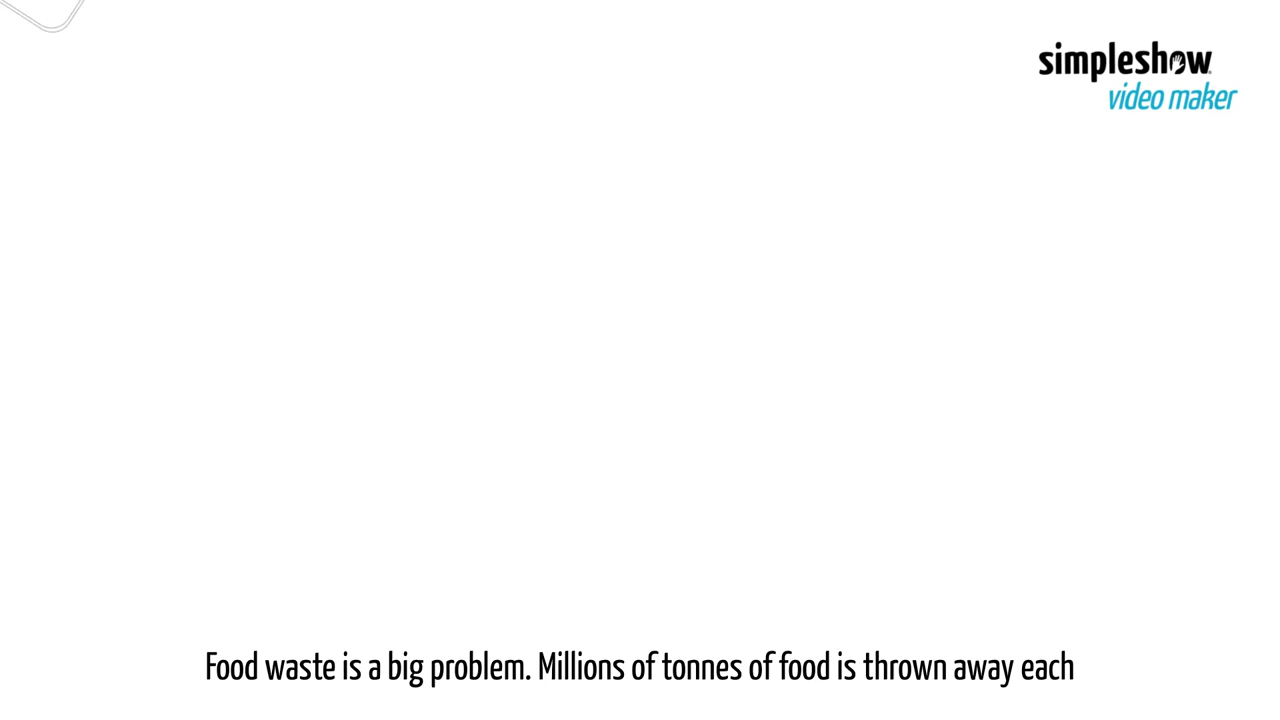 simpleshow
video maker
Food waste is a big problem. Millions of tonnes of food is thrown away each